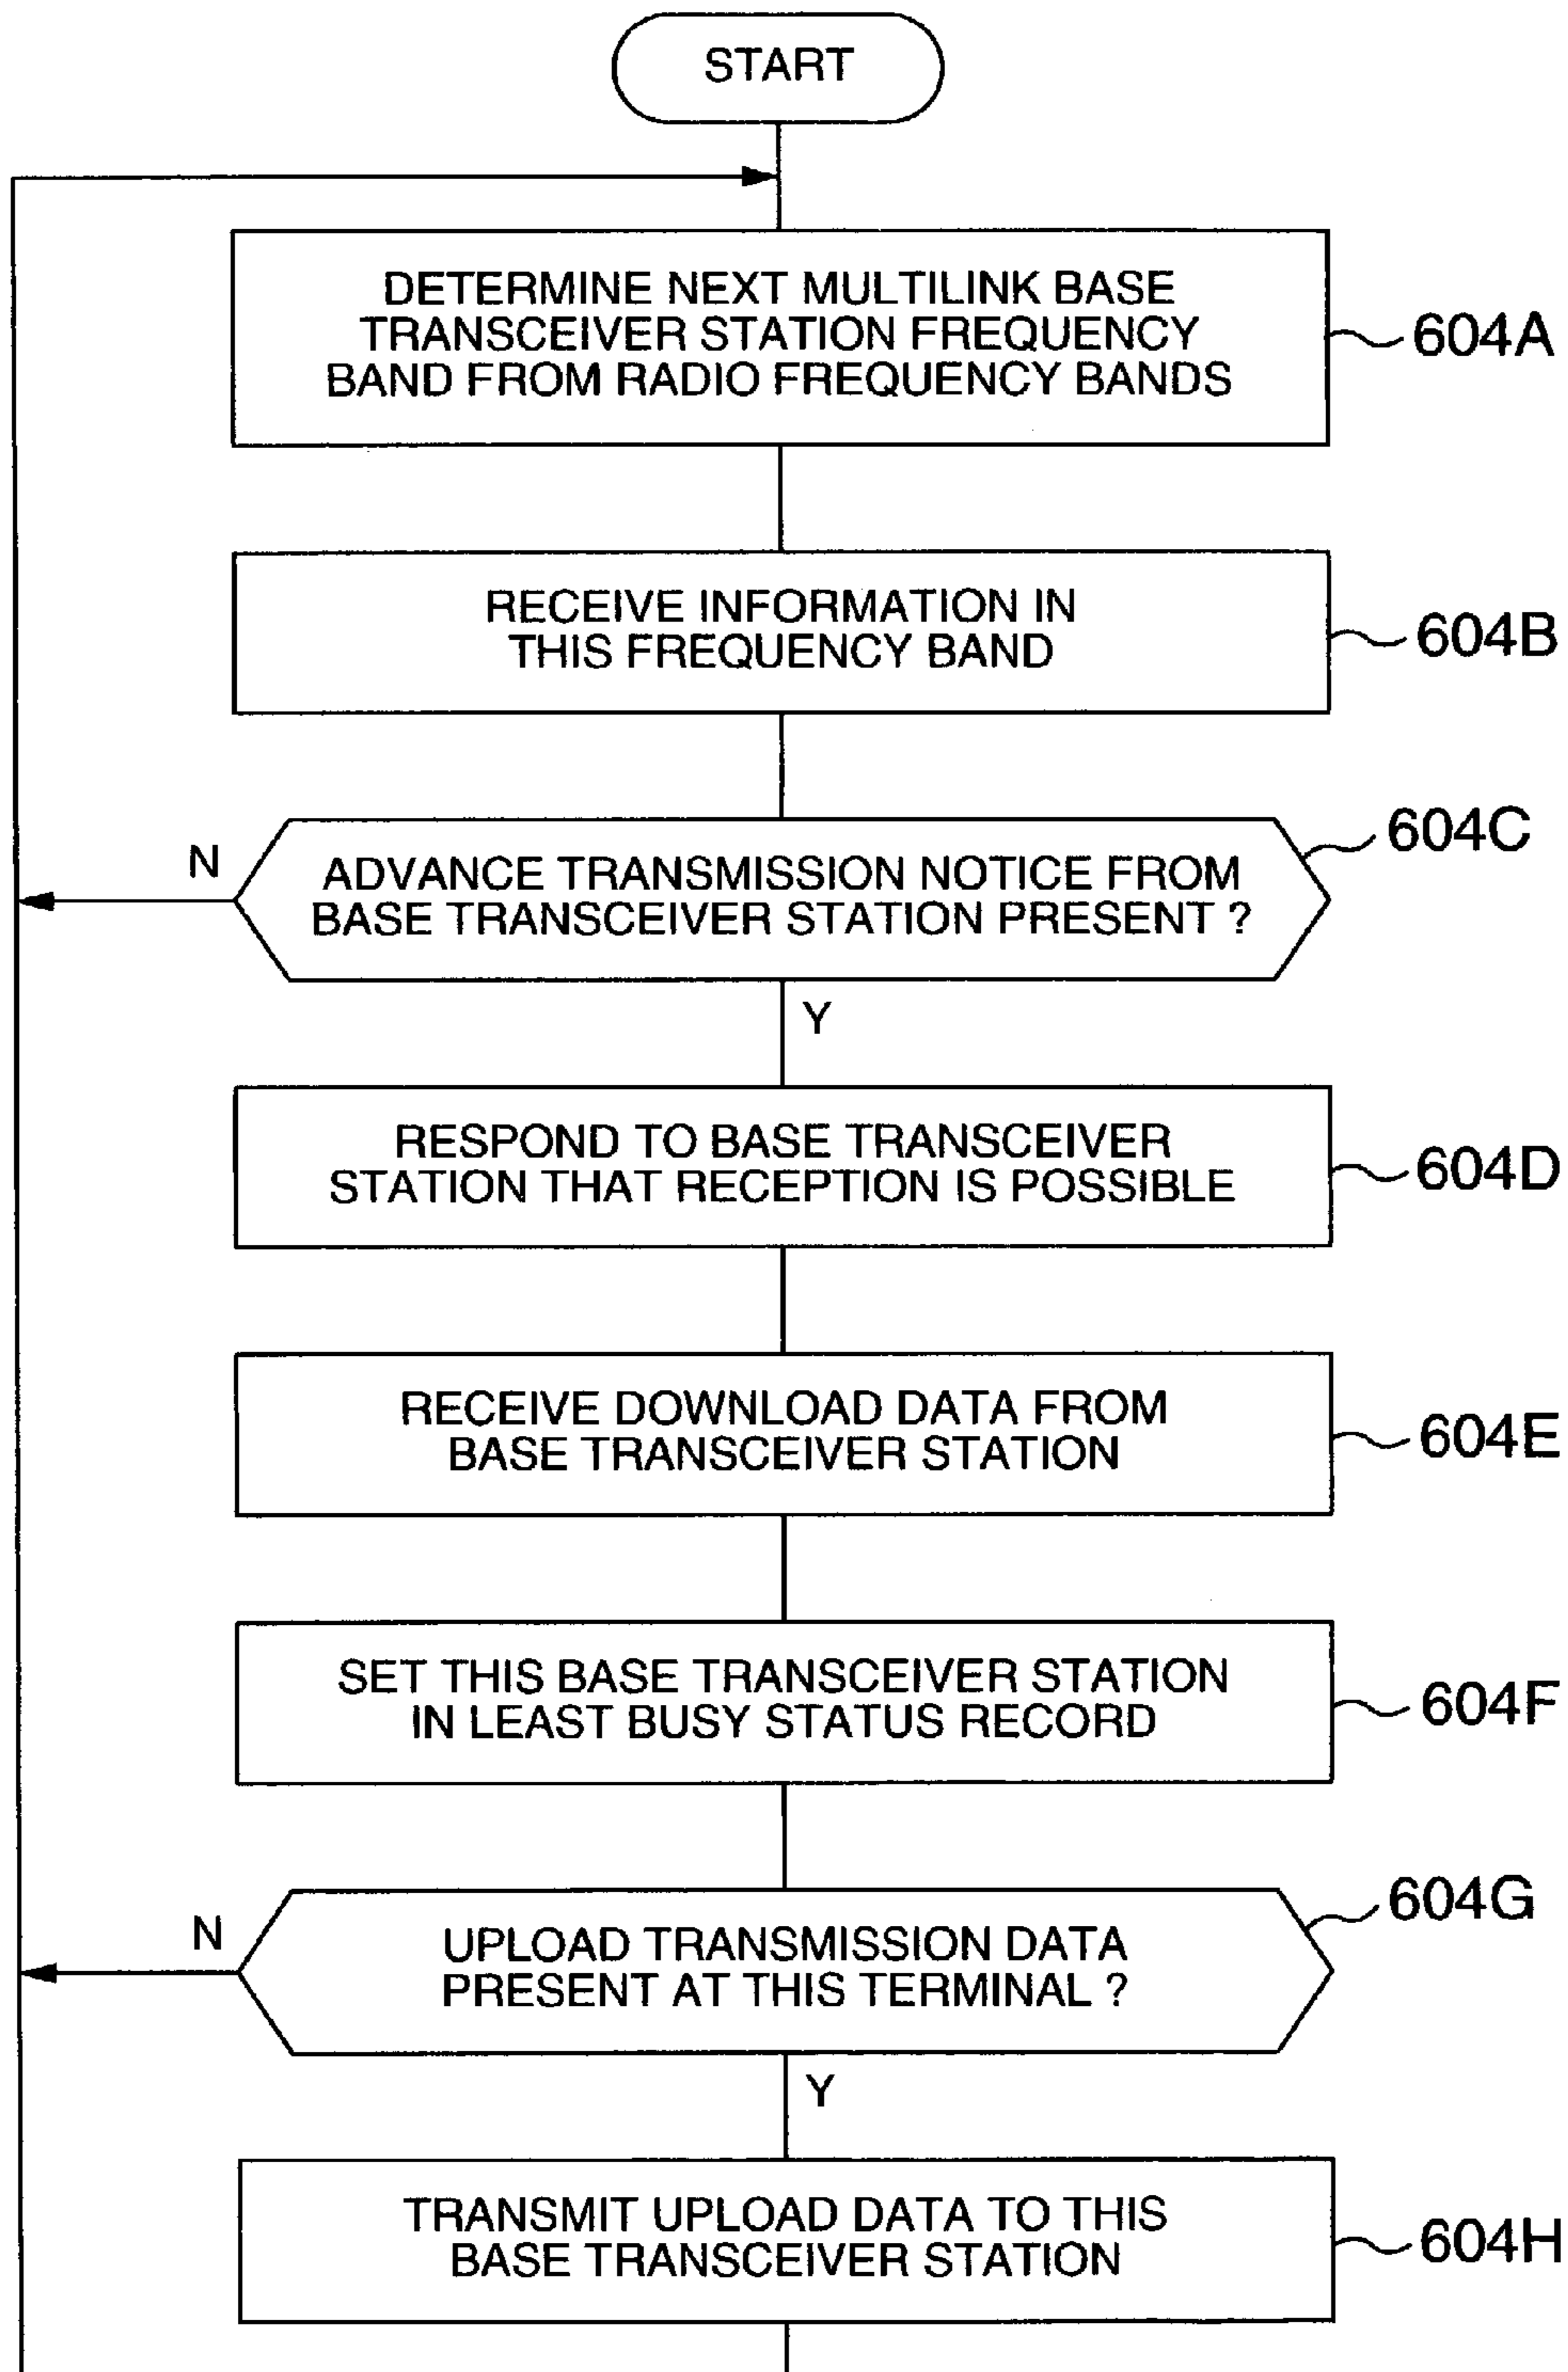 START
DETERMINE NEXT MULTILINK BASE
TRANSCEIVER STATION FREQUENCY
BAND FROM RADIO FREQUENCY BANDS
604A
RECEIVE INFORMATION IN
THIS FREQUENCY BAND
604B
604C
N
ADVANCE TRANSMISSION NOTICE FROM
BASE TRANSCEIVER STATION PRESENT ?
Y
RESPOND TO BASE TRANSCEIVER
STATION THAT RECEPTION IS POSSIBLE
604D
RECEIVE DOWNLOAD DATA FROM
BASE TRANSCEIVER STATION
604E
SET THIS BASE TRANSCEIVER STATION
IN LEAST BUSY STATUS RECORD
604F
604G
N
UPLOAD TRANSMISSION DATA
PRESENT AT THIS TERMINAL ?
Y
TRANSMIT UPLOAD DATA TO THIS
BASE TRANSCEIVER STATION
604H